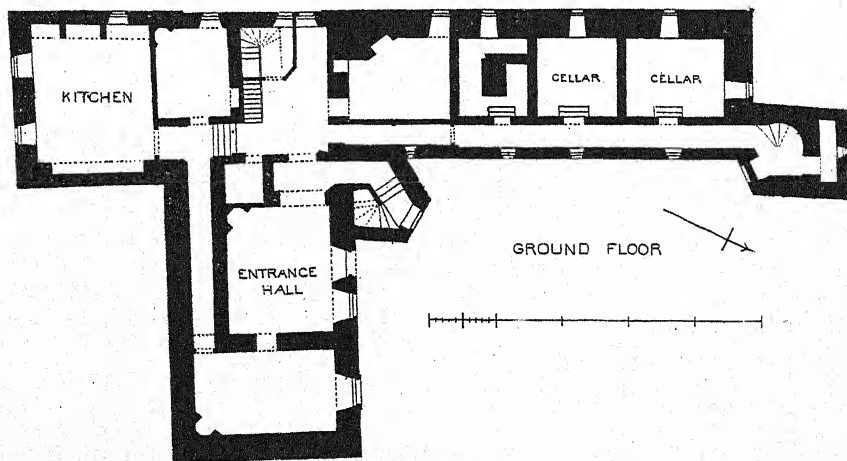 KITCHEN
CELLAR
CELLAR
ENTRANCE
HALL
GROUND FLOOR